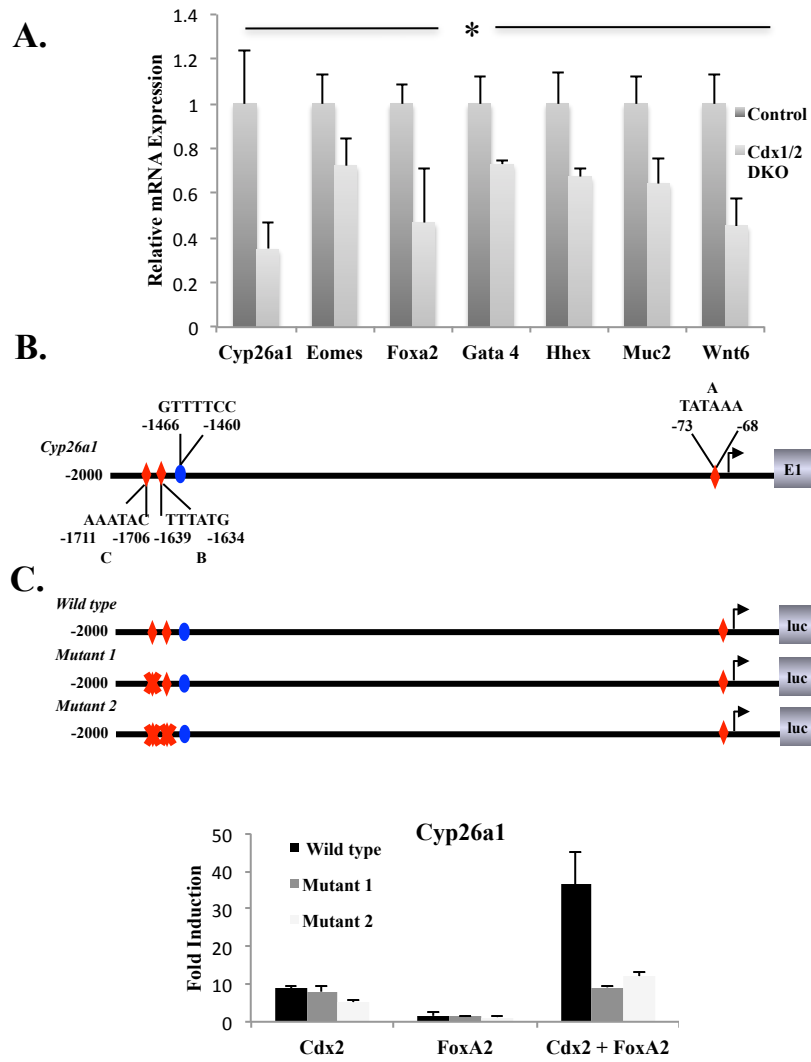 A.
Relative mRNA Expression
1.4
1.2
1
0.8
0.6
0.4
0.2
0
*
Control
Cdx1/2
DKO
Cyp26a1 Eomes Foxa2 Gata 4 Hhex Muc2 Wnt6
B.
GTTTTCC
-1466 -1460
A
TATAAA
-73 -68
Cyp26a1
-2000
E1
AAATAC TTTATG
-1711 -1706 -1639 -1634
C B
C.
Wild type
-2000
luc
Mutant 1
-2000
luc
Mutant 2
-2000
luc
Cyp26a1
Fold Induction
50
40
30
20
10
0
Wild type
Mutant 1
Mutant 2
Cdx2 FoxA2 Cdx2 + FoxA2